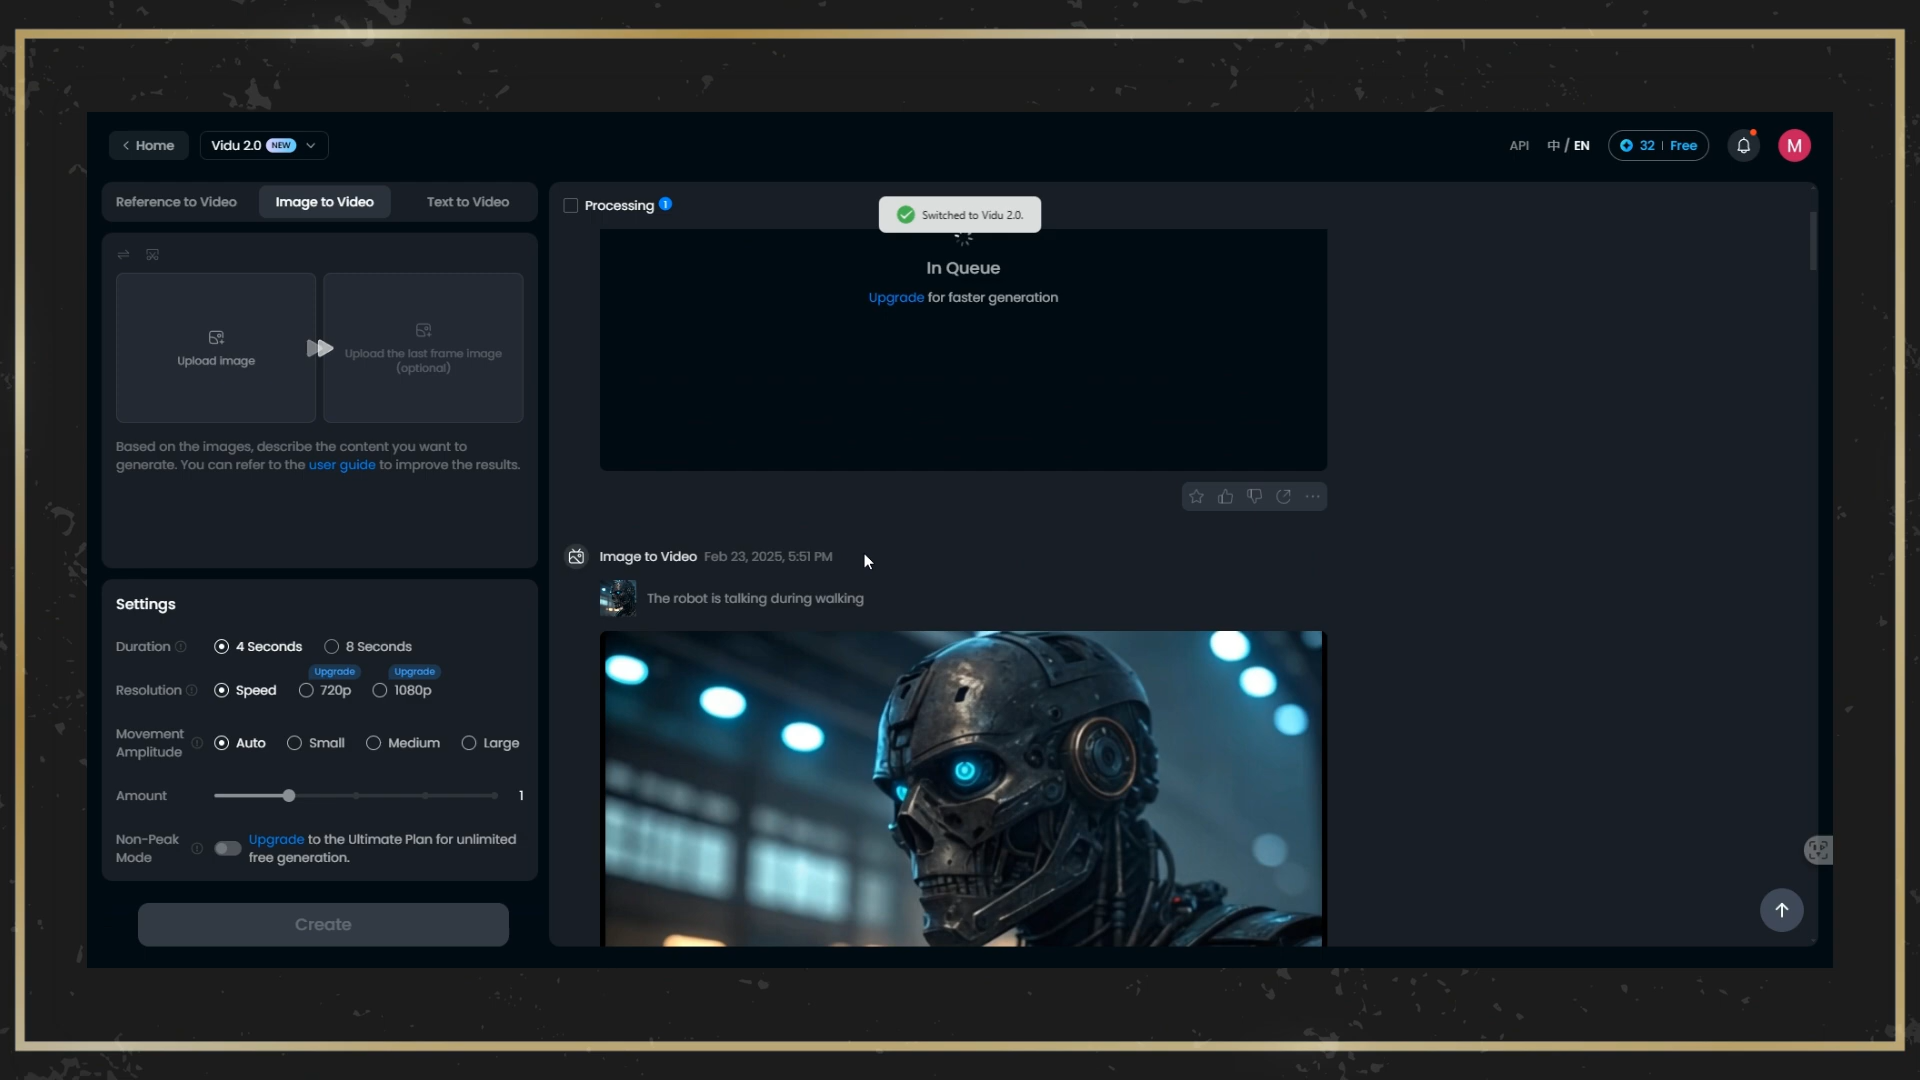 Home
Vidu 2.0 NEW
API
中 / EN
32 | Free
M
Reference to Video
Image to Video
Text to Video
Processing 1
Switched to Vidu 2.0.
In Queue
Upgrade for faster generation
Upload image
Upload the last frame image
(optional)
Based on the images, describe the content you want to
generate. You can refer to the user guide to improve the results.
Image to Video Feb 23, 2025, 5:51 PM
The robot is talking during walking
Settings
Duration
4 Seconds
8 Seconds
Upgrade
Upgrade
Resolution
Speed
720p
1080p
Movement
Amplitude
Auto
Small
Medium
Large
Amount
1
Non-Peak
Mode
Upgrade to the Ultimate Plan for unlimited
free generation.
Create